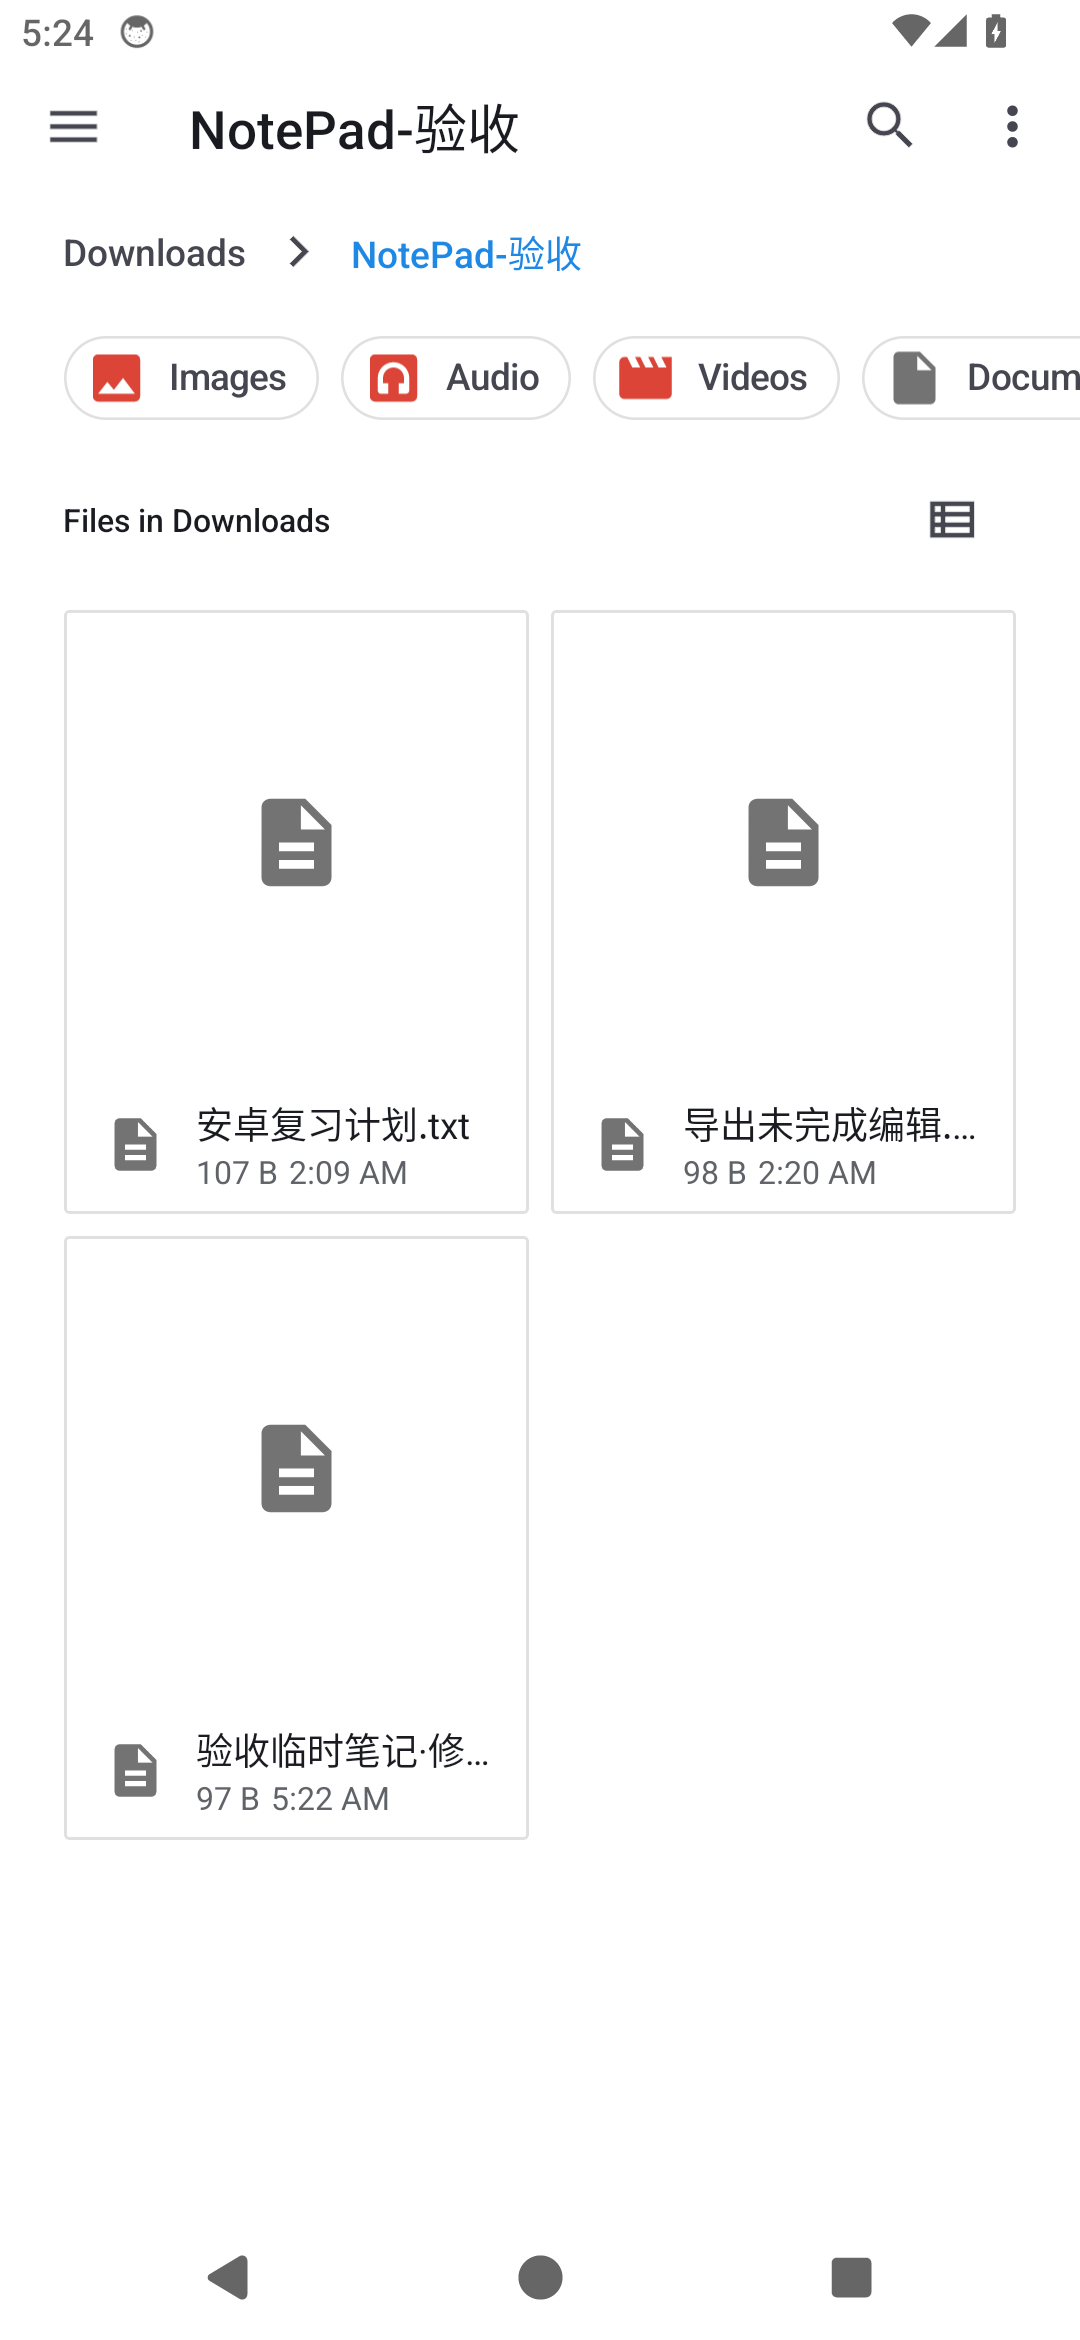 5:24
NotePad-验收
Downloads > NotePad-验收
Images Audio Videos Docum
Files in Downloads
安卓复习计划.txt
107 B 2:09 AM
导出未完成编辑....
98 B 2:20 AM
验收临时笔记·修...
97 B 5:22 AM